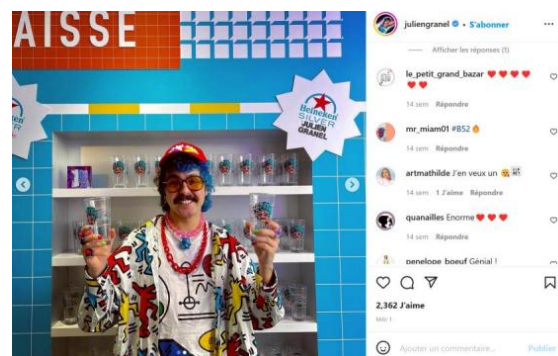 AISSE
Heineken
Heineken
SILVER
JULIEN
GRANEL
juliengranel • S'abonner
Afficher les réponses (1)
le_petit_grand_bazar ❤️ ❤️ ❤️ ❤️
❤️ ❤️
14 sem Répondre
mr_miam01 #B52 🔥
14 sem Répondre
artmathilde J'en veux un
14 sem 1 J'aime Répondre
quanailles Enorme ❤️ ❤️ ❤️
14 sem Répondre
penelope_boeuf Génial !
2,362 J'aime
Ajouter un commentaire...
Publier